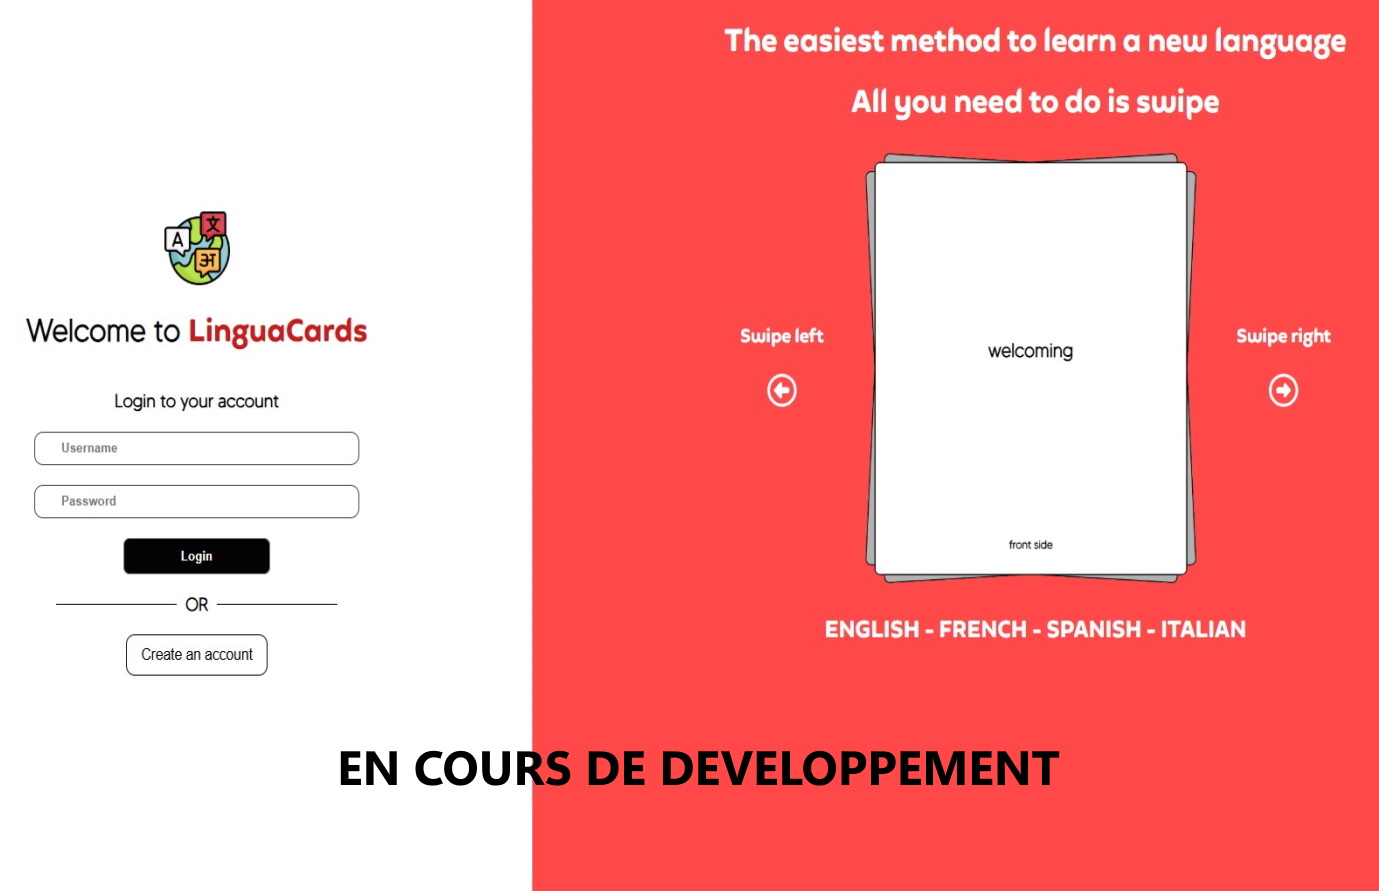 A
文
अ
Welcome to LinguaCards
Login to your account
Username
Password
Login
OR
Create an account
The easiest method to learn a new language
All you need to do is swipe
Swipe left
welcoming
Swipe right
front side
ENGLISH - FRENCH - SPANISH - ITALIAN
EN COURS DE DEVELOPPEMENT